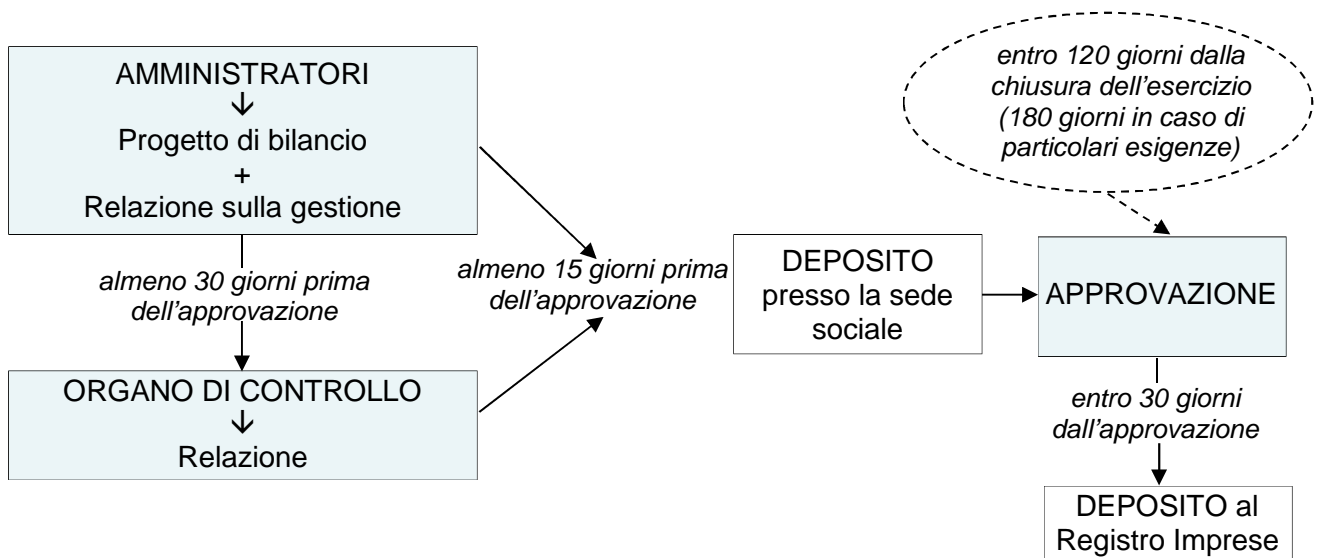 AMMINISTRATORI
↓
Progetto di bilancio
+
Relazione sulla gestione
almeno 30 giorni prima
dell’approvazione
ORGANO DI CONTROLLO
↓
Relazione
almeno 15 giorni prima
dell’approvazione
DEPOSITO
presso la sede
sociale
entro 120 giorni dalla
chiusura dell’esercizio
(180 giorni in caso di
particolari esigenze)
APPROVAZIONE
entro 30 giorni
dall’approvazione
DEPOSITO al
Registro Imprese